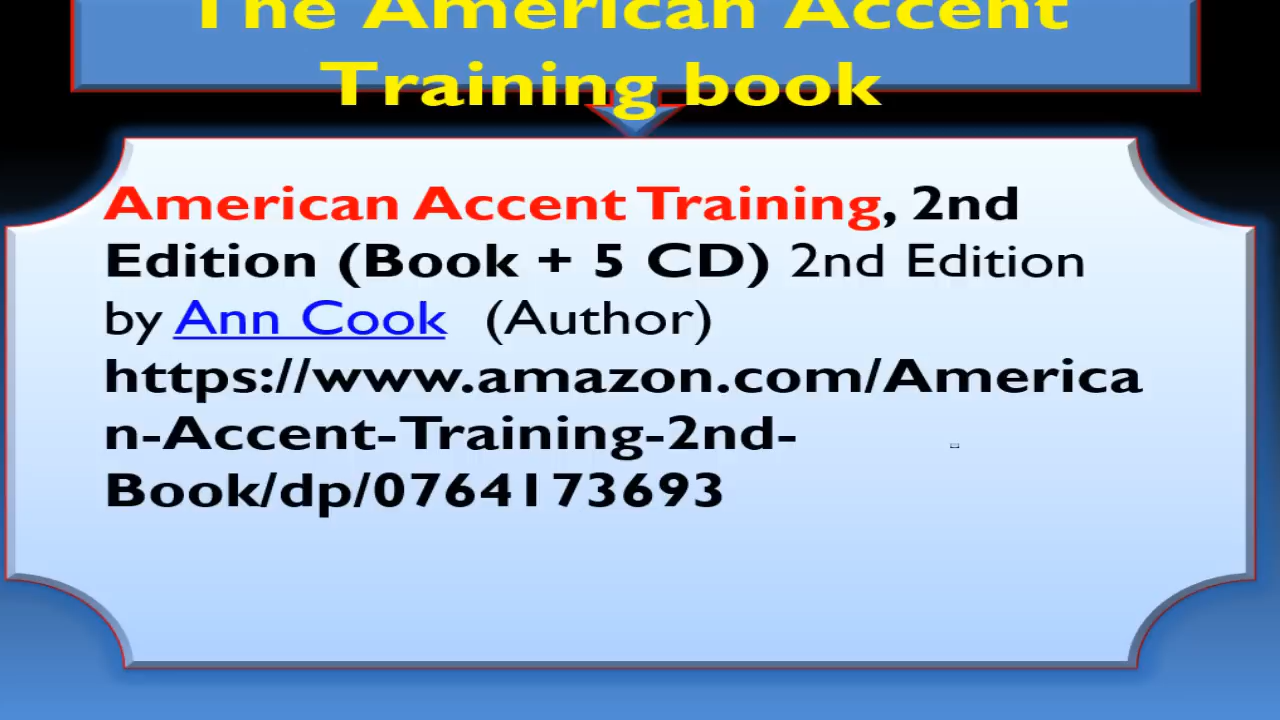 The American Accent
Training book
American Accent Training, 2nd
Edition (Book + 5 CD) 2nd Edition
by Ann Cook (Author)
https://www.amazon.com/America
n-Accent-Training-2nd-
Book/dp/0764173693